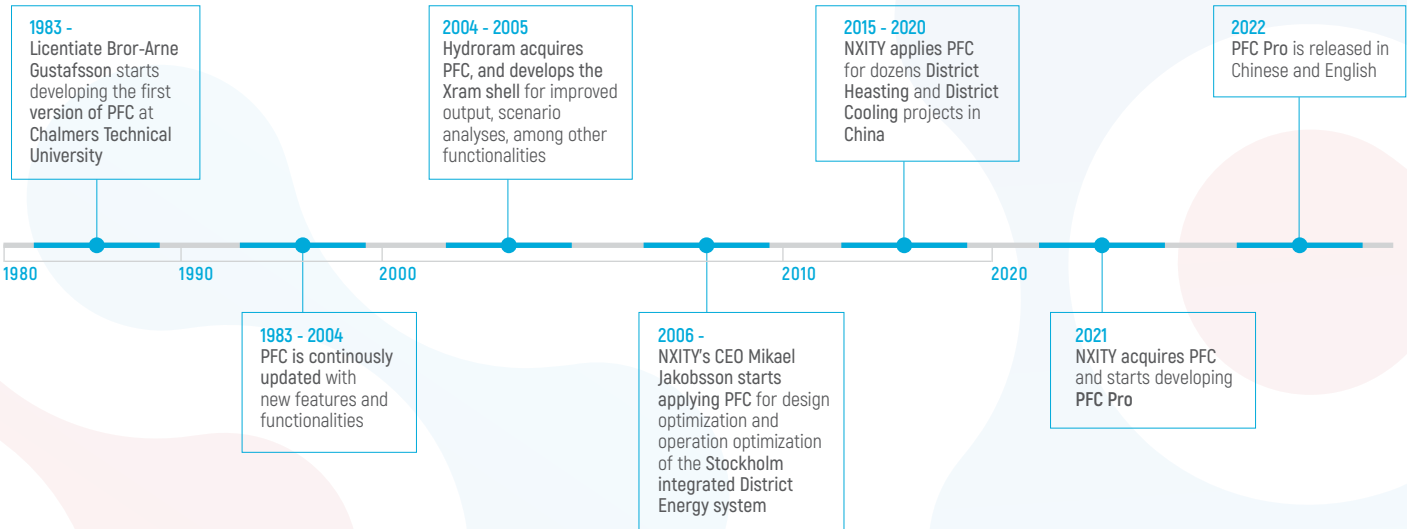 1983 -
Licentiate Bror-Arne
Gustafsson starts
developing the first
version of PFC at
Chalmers Technical
University
2004 - 2005
Hydroram acquires
PFC, and develops the
Xram shell for improved
output, scenario
analyses, among other
functionalities
2015 - 2020
NXITY applies PFC
for dozens District
Heasting and District
Cooling projects in
China
2022
PFC Pro is released in
Chinese and English
1980
1990
2000
2010
2020
1983 - 2004
PFC is continously
updated with
new features and
functionalities
2006 -
NXITY's CEO Mikael
Jakobsson starts
applying PFC for design
optimization and
operation optimization
of the Stockholm
integrated District
Energy system
2021
NXITY acquires PFC
and starts developing
PFC Pro